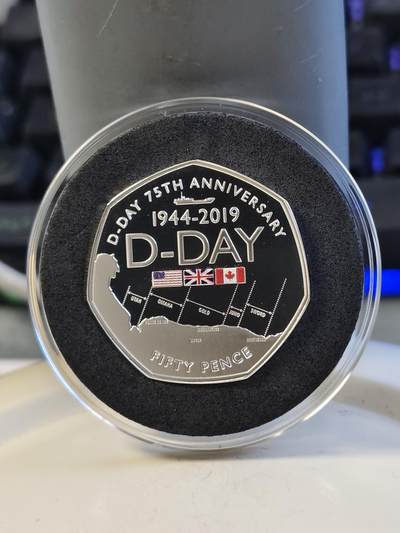 D-DAY 75TH ANNIVERSARY
1944-2019
D-DAY
UTAH OMAHA GOLD JUNO SWORD
FIFTY PENCE